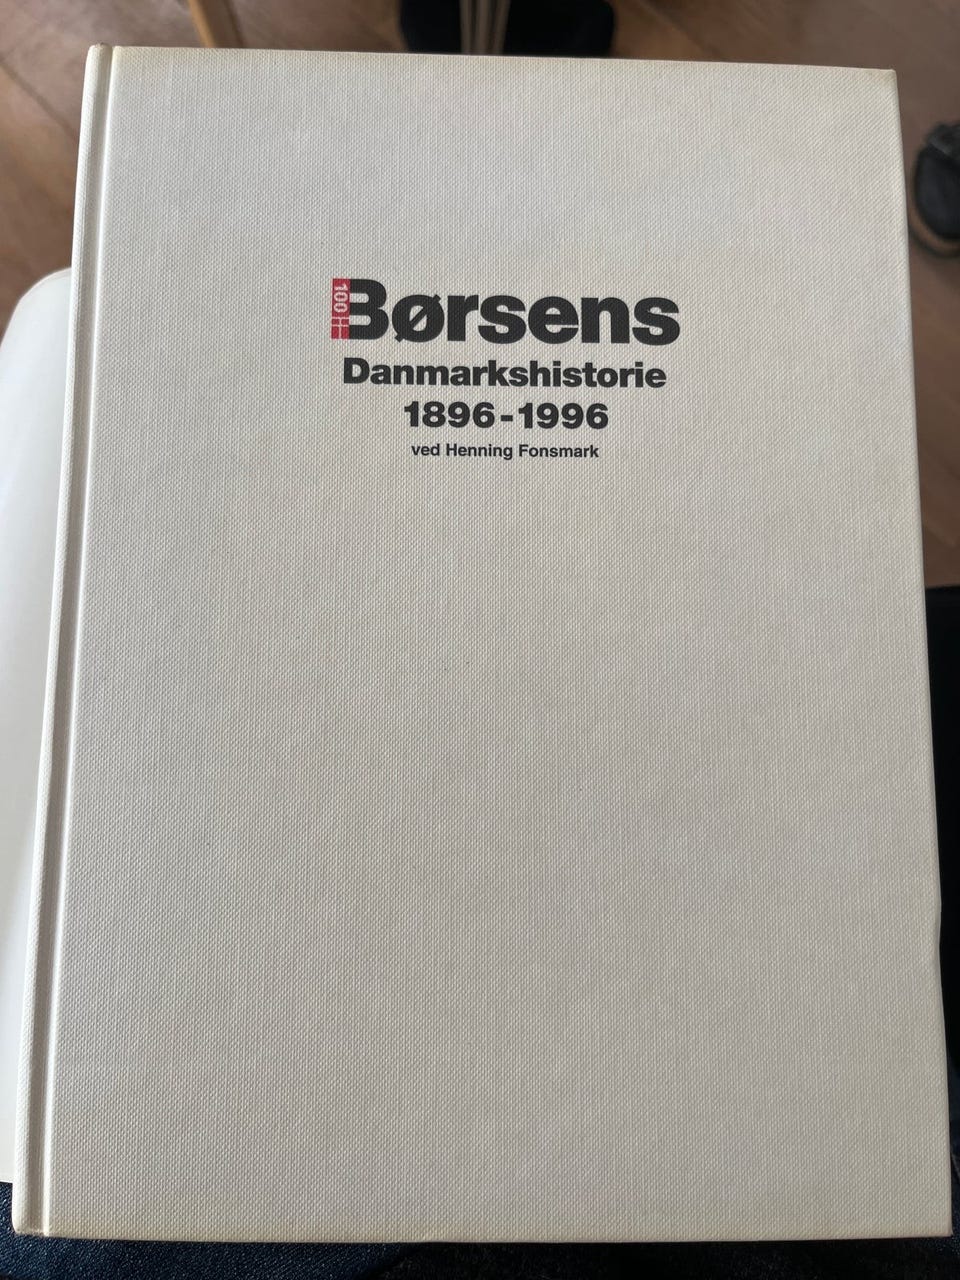 100
Børsens
Danmarkshistorie
1896-1996
ved Henning Fonsmark